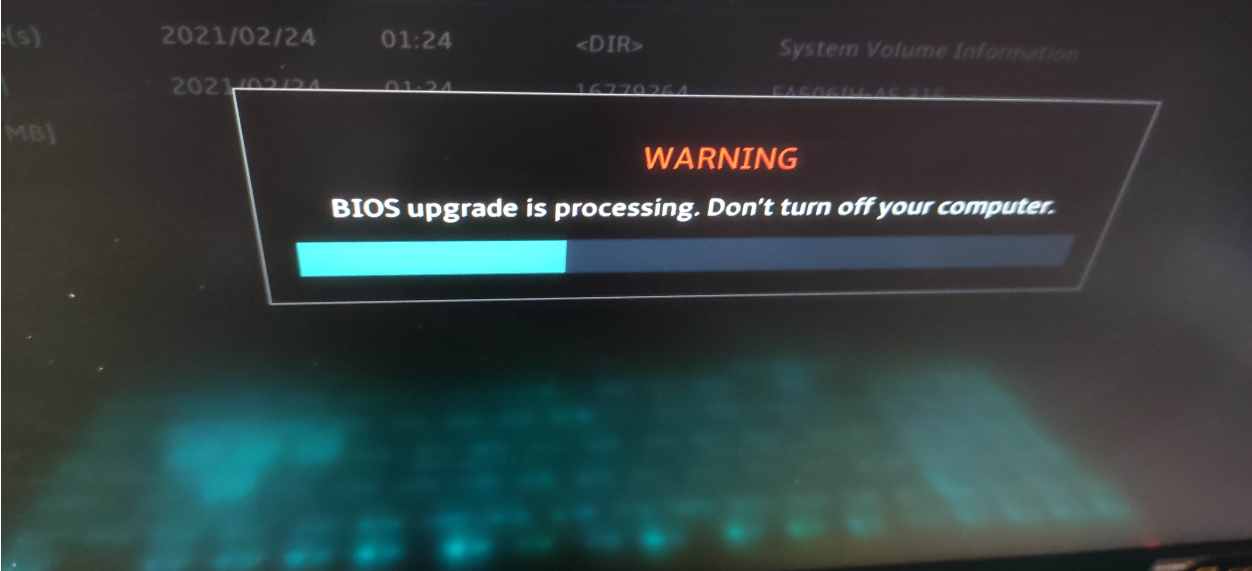 (s) 2021/02/24 01:24 <DIR> System Volume Information
2021/02/24 01:24 16779264 FA506IH-AS.316
MB]
WARNING
BIOS upgrade is processing. Don't turn off your computer.